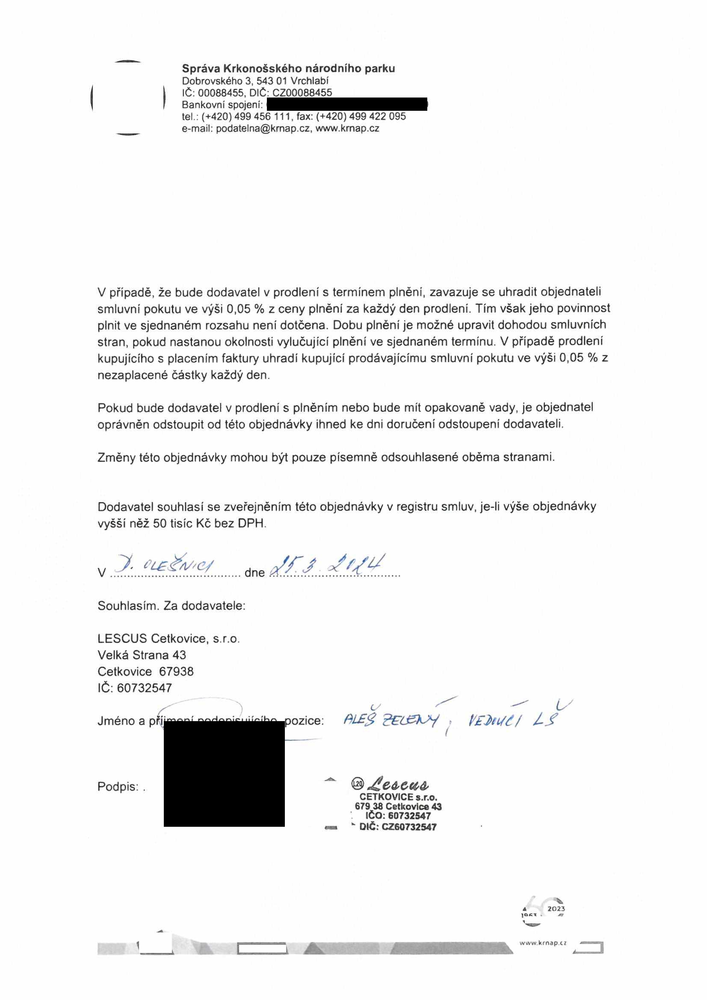 Správa Krkonošského národního parku
Dobrovského 3, 543 01 Vrchlabí
IČ: 00088455, DIČ: CZ00088455
Bankovní spojení:
tel.: (+420) 499 456 111, fax: (+420) 499 422 095
e-mail: podatelna@krnap.cz, www.krnap.cz
V případě, že bude dodavatel v prodlení s termínem plnění, zavazuje se uhradit objednateli
smluvní pokutu ve výši 0,05 % z ceny plnění za každý den prodlení. Tím však jeho povinnost
plnit ve sjednaném rozsahu není dotčena. Dobu plnění je možné upravit dohodou smluvních
stran, pokud nastanou okolnosti vylučující plnění ve sjednaném termínu. V případě prodlení
kupujícího s placením faktury uhradí kupující prodávajícímu smluvní pokutu ve výši 0,05 % z
nezaplacené částky každý den.
Pokud bude dodavatel v prodlení s plněním nebo bude mít opakovaně vady, je objednatel
oprávněn odstoupit od této objednávky ihned ke dni doručení odstoupení dodavateli.
Změny této objednávky mohou být pouze písemně odsouhlasené oběma stranami.
Dodavatel souhlasí se zveřejněním této objednávky v registru smluv, je-li výše objednávky
vyšší něž 50 tisíc Kč bez DPH.
V D. OLEŠNICI dne 25.3.2024
Souhlasím. Za dodavatele:
LESCUS Cetkovice, s.r.o.
Velká Strana 43
Cetkovice 67938
IČ: 60732547
Jméno a příjmení podepisujícího, pozice: ALEŠ ZELENÝ, VEDOUCÍ LŠ
Podpis: .
L20 Lescus
CETKOVICE s.r.o.
679 38 Cetkovice 43
IČO: 60732547
DIČ: CZ60732547
60
1963 2023
www.krnap.cz